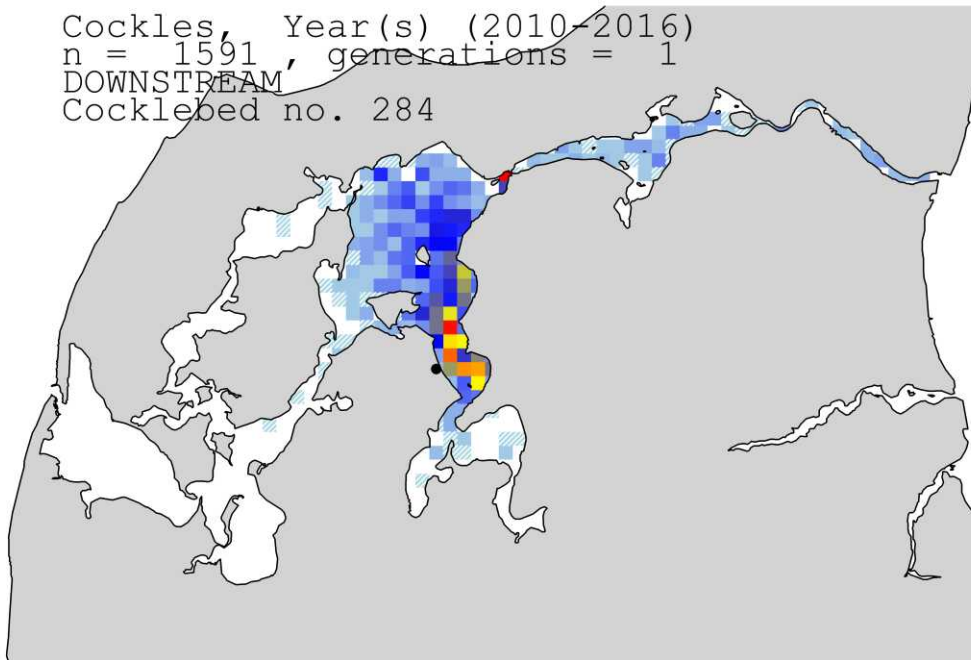 Cockles,  Year(s) (2010-2016)
n =  1591 , generations =  1
DOWNSTREAM
Cocklebed no. 284